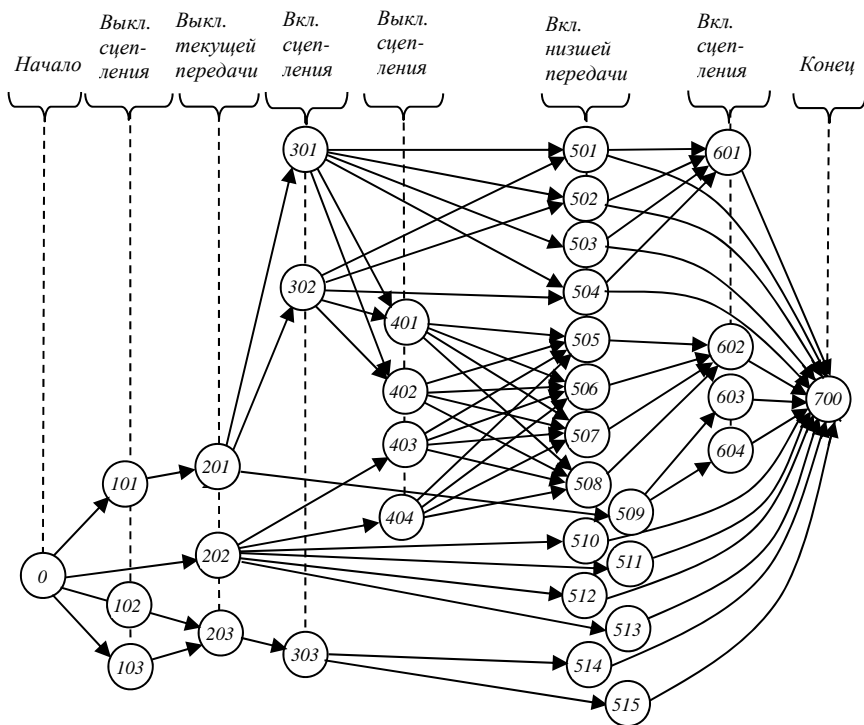 Начало
Выкл.
сцеп-
ления
Выкл.
текущей
передачи
Вкл.
сцеп-
ления
Выкл.
сцеп-
ления
Вкл.
низшей
передачи
Вкл.
сцеп-
ления
Конец
301
501
601
502
503
302
504
401
505
602
402
506
603
700
403
507
604
101
201
508
404
509
0
202
510
511
102
512
203
513
103
303
514
515